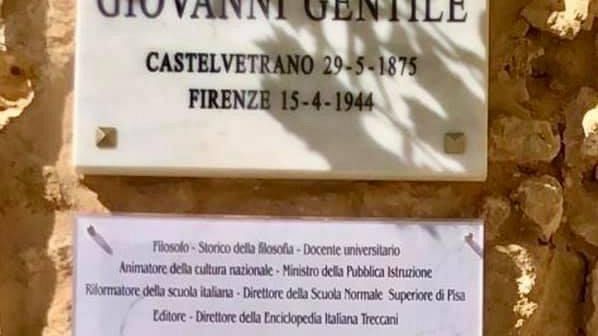 GIOVANNI GENTILE
CASTELVETRANO 29-5-1875
FIRENZE 15-4-1944
Filosofo - Storico della filosofia - Docente universitario
Animatore della cultura nazionale - Ministro della Pubblica Istruzione
Riformatore della scuola italiana - Direttore della Scuola Normale Superiore di Pisa
Editore - Direttore della Enciclopedia Italiana Treccani